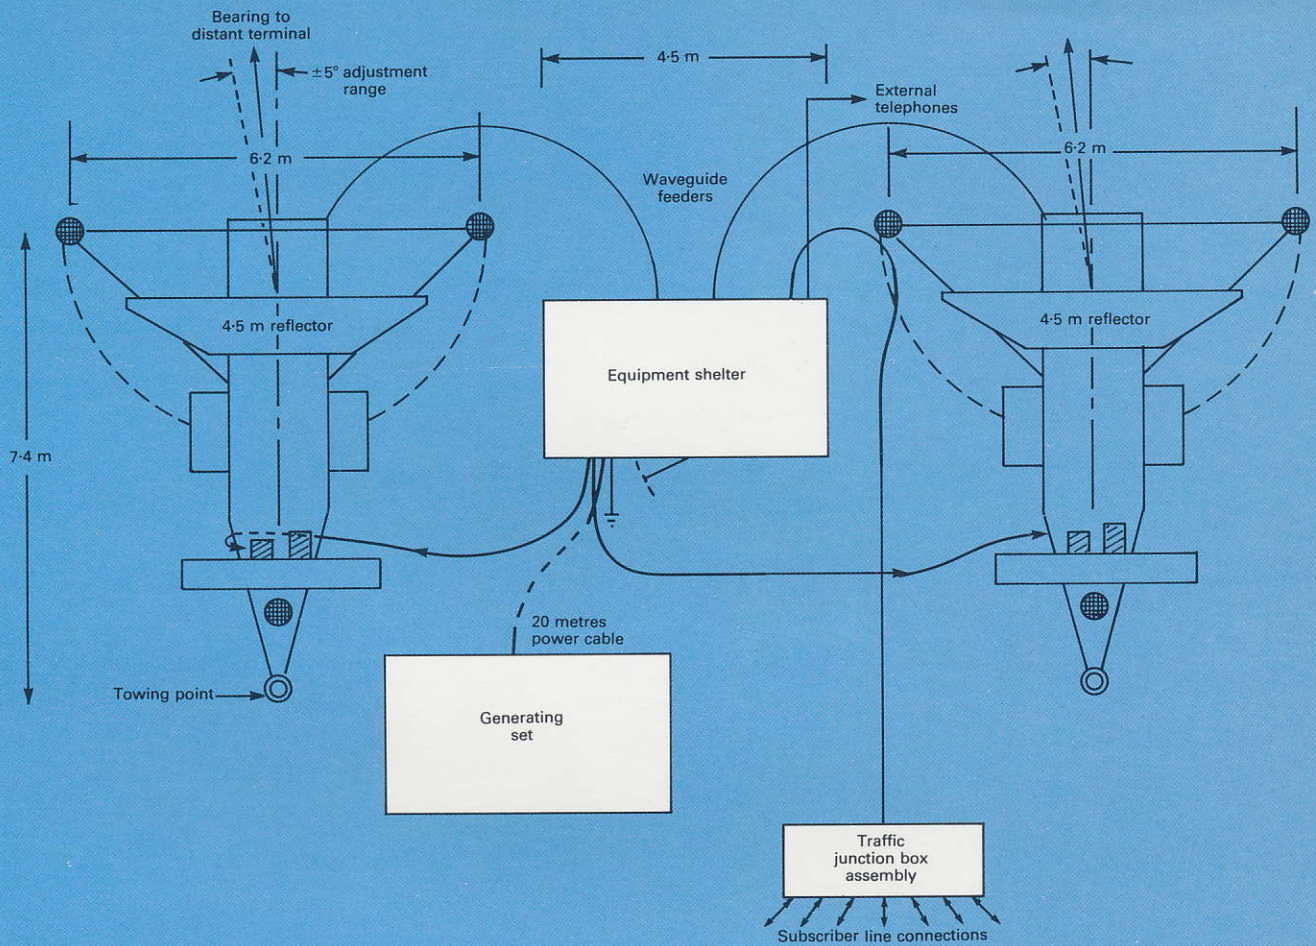 Bearing to
distant terminal
±5° adjustment
range
4·5 m
External
telephones
6·2 m
6·2 m
Waveguide
feeders
4·5 m reflector
4·5 m reflector
Equipment shelter
7·4 m
20 metres
power cable
Towing point
Generating
set
Traffic
junction box
assembly
Subscriber line connections